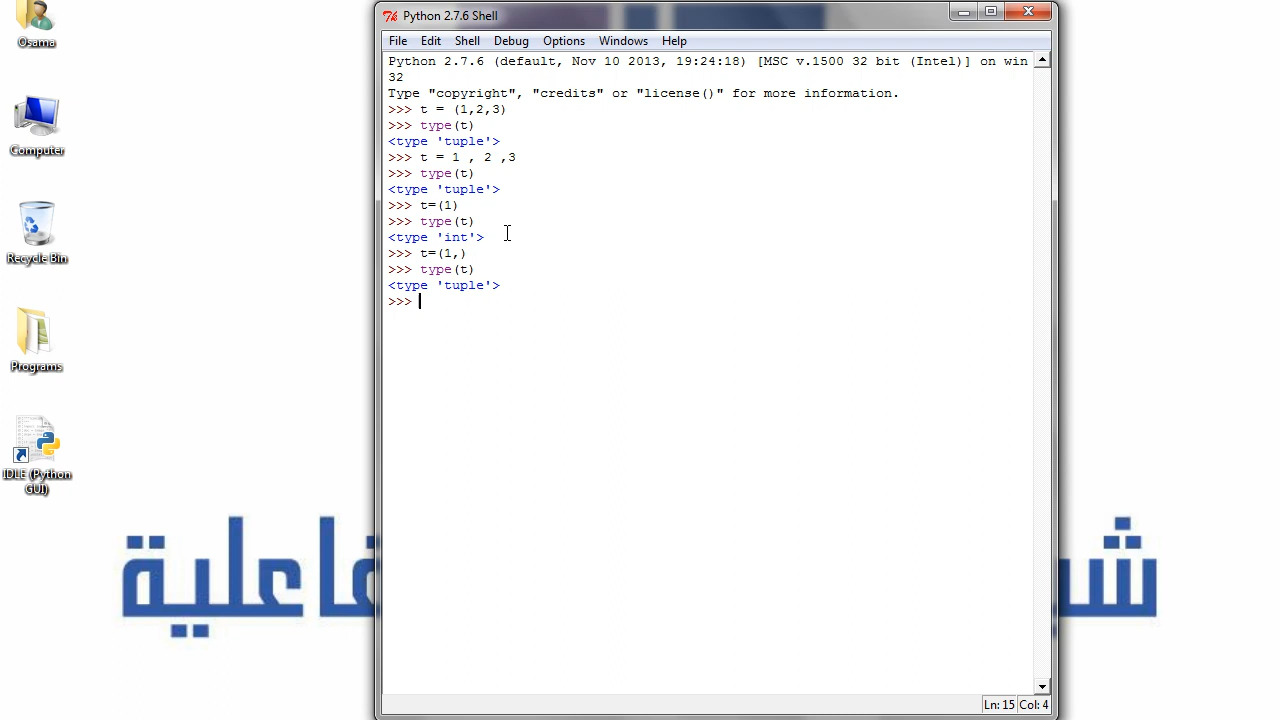 Osama
Computer
Recycle Bin
Programs
IDLE (Python
GUI)
Python 2.7.6 Shell
File Edit Shell Debug Options Windows Help
Python 2.7.6 (default, Nov 10 2013, 19:24:18) [MSC v.1500 32 bit (Intel)] on win
32
Type "copyright", "credits" or "license()" for more information.
>>> t = (1,2,3)
>>> type(t)
<type 'tuple'>
>>> t = 1 , 2 ,3
>>> type(t)
<type 'tuple'>
>>> t=(1)
>>> type(t)
<type 'int'>
>>> t=(1,)
>>> type(t)
<type 'tuple'>
>>>
Ln: 15 Col: 4